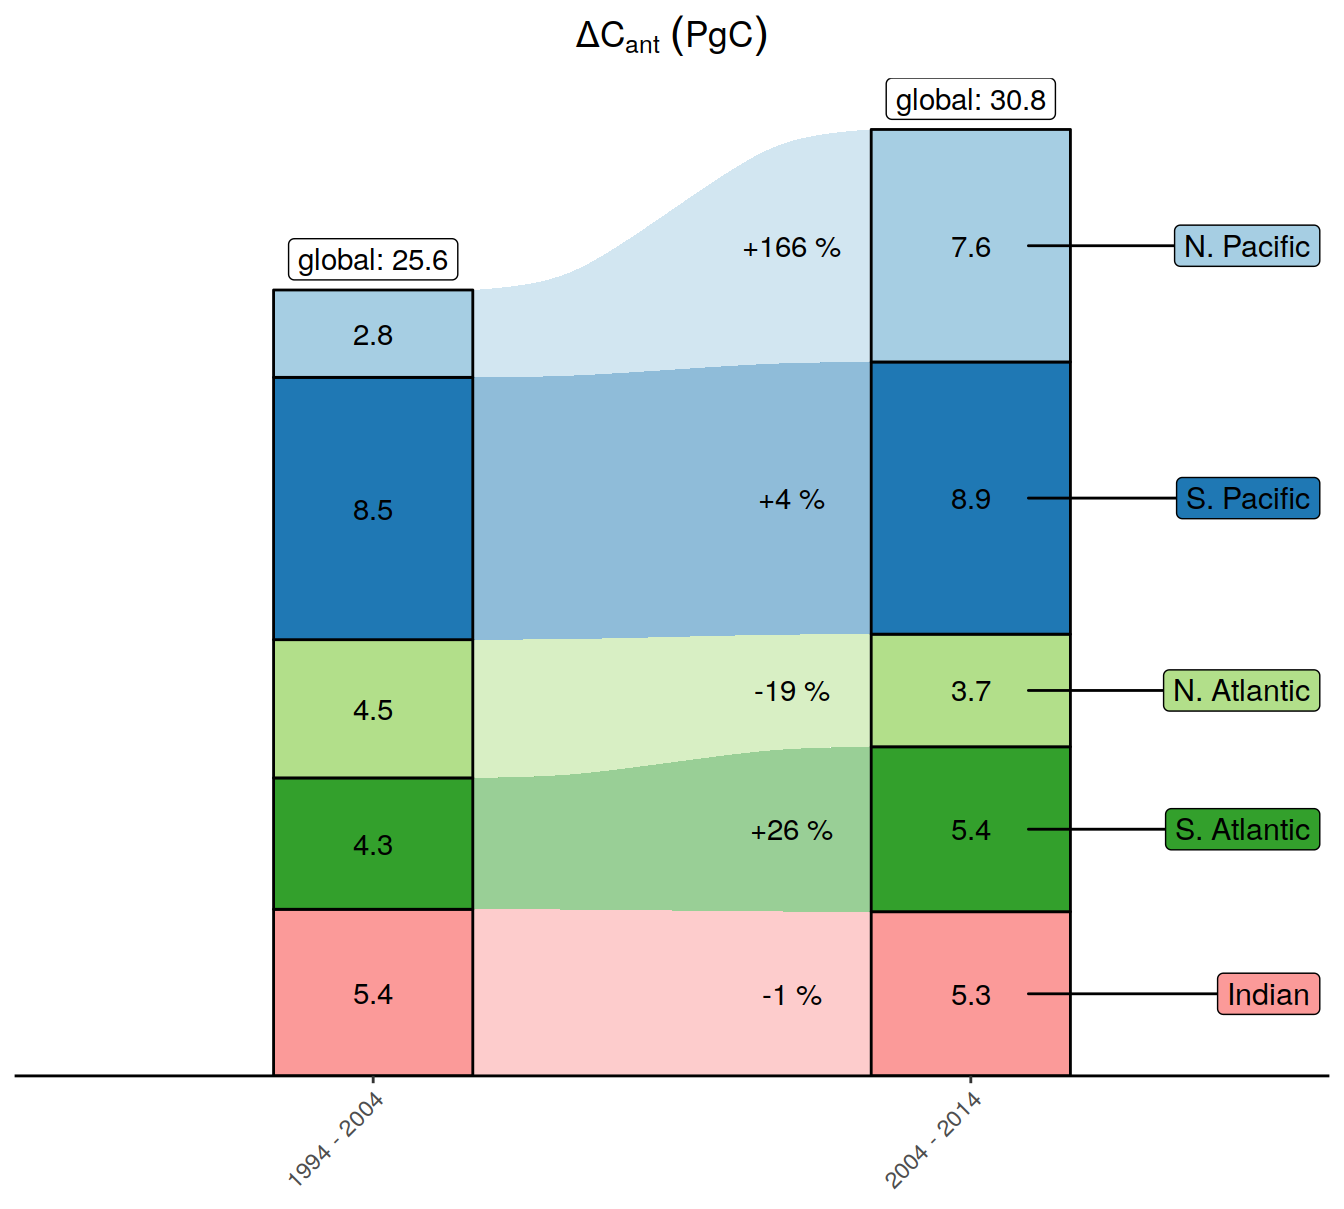 ΔCant (PgC)
global: 30.8
global: 25.6
+166 % 7.6 N. Pacific
2.8
8.5 +4 % 8.9 S. Pacific
4.5 -19 % 3.7 N. Atlantic
4.3 +26 % 5.4 S. Atlantic
5.4 -1 % 5.3 Indian
1994 - 2004
2004 - 2014